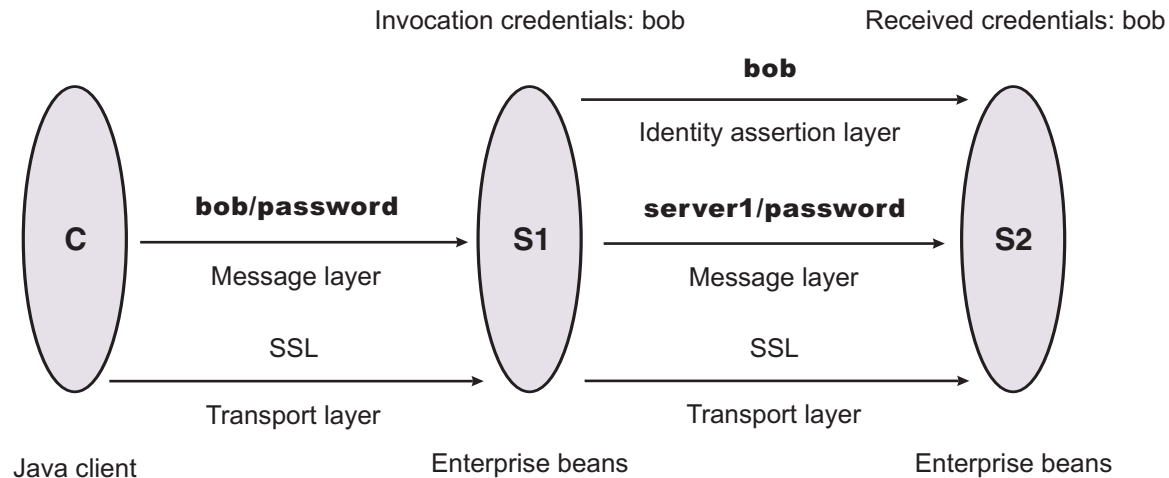 Invocation credentials: bob
Received credentials: bob
bob
Identity assertion layer
bob/password
server1/password
C
S1
S2
Message layer
Message layer
SSL
SSL
Transport layer
Transport layer
Java client
Enterprise beans
Enterprise beans